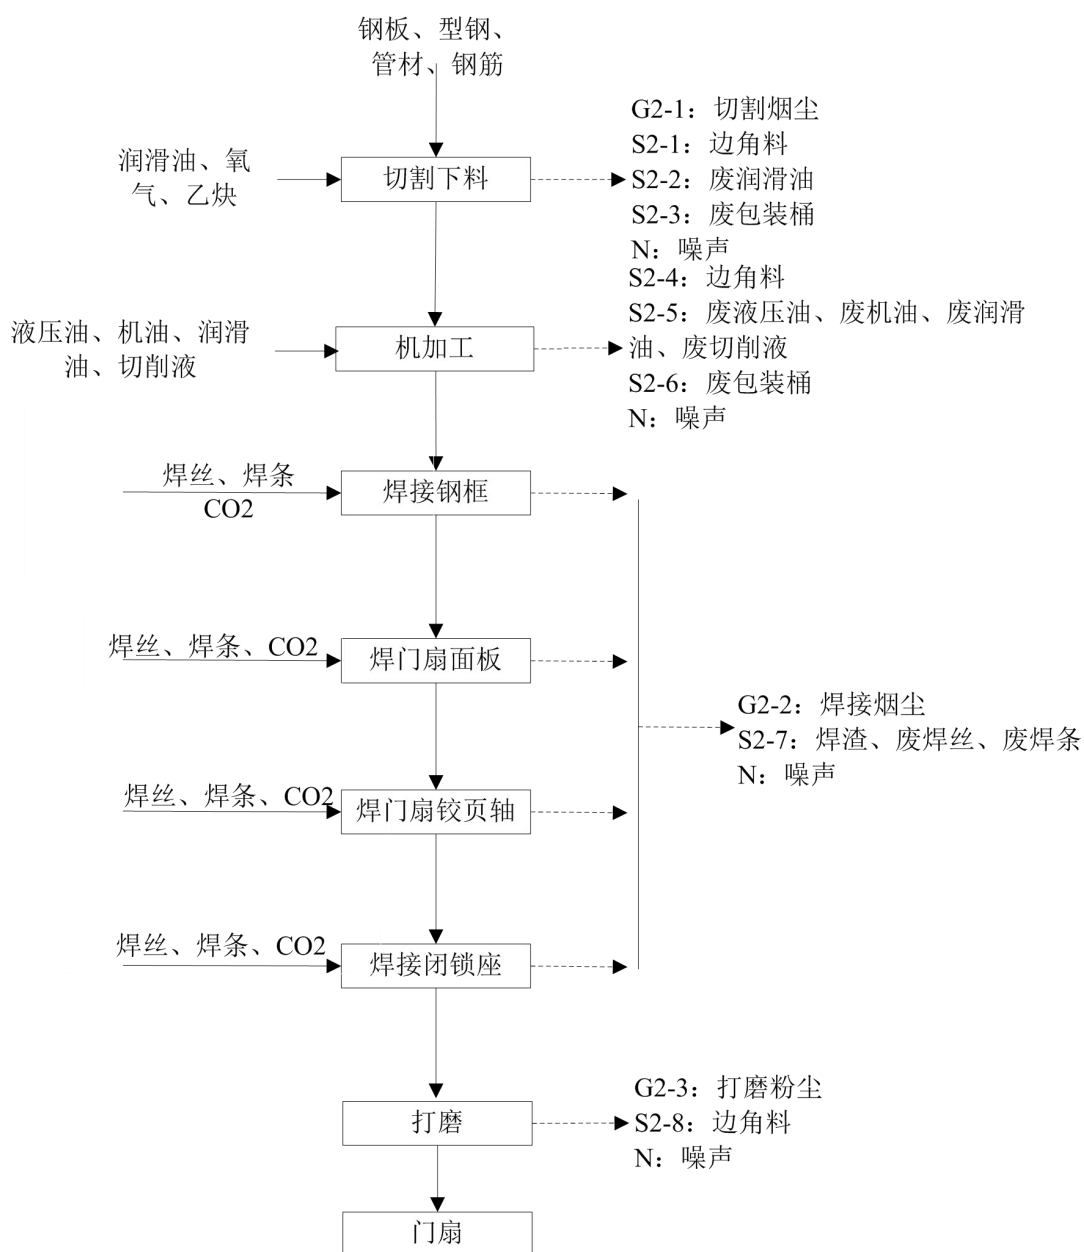 钢板、型钢、
管材、钢筋
G2-1：切割烟尘
S2-1：边角料
S2-2：废润滑油
S2-3：废包装桶
N：噪声
润滑油、氧
气、乙炔
切割下料
S2-4：边角料
S2-5：废液压油、废机油、废润滑
油、废切削液
S2-6：废包装桶
N：噪声
液压油、机油、润滑
油、切削液
机加工
焊丝、焊条
CO2
焊接钢框
焊丝、焊条、CO2
焊门扇面板
G2-2：焊接烟尘
S2-7：焊渣、废焊丝、废焊条
N：噪声
焊丝、焊条、CO2
焊门扇铰页轴
焊丝、焊条、CO2
焊接闭锁座
G2-3：打磨粉尘
S2-8：边角料
N：噪声
打磨
门扇